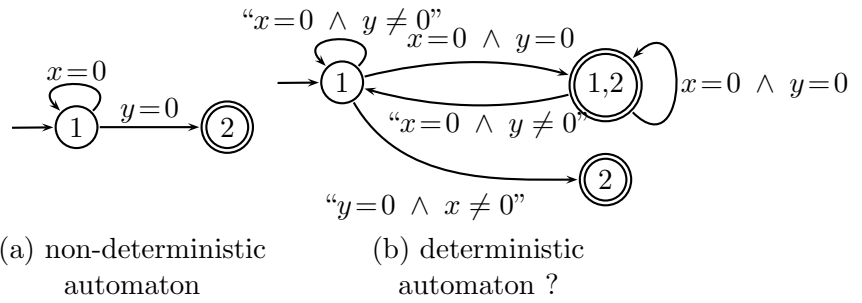 “x=0 ∧ y≠0”
x=0 ∧ y=0
x=0
1
1,2
x=0 ∧ y=0
y=0
1
2
“x=0 ∧ y≠0”
2
“y=0 ∧ x≠0”
(a) non-deterministic
automaton
(b) deterministic
automaton ?